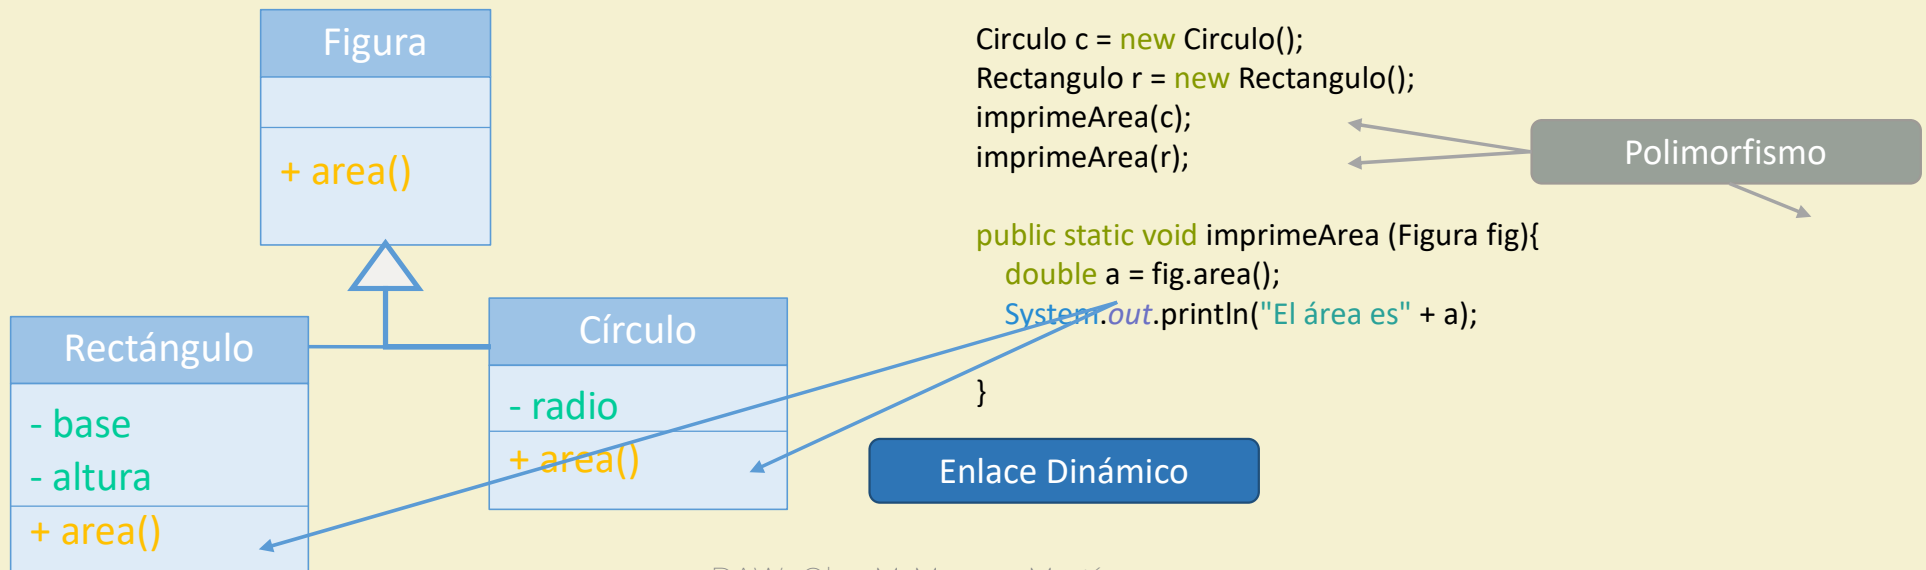 Figura
+ area()
Rectángulo
- base
- altura
+ area()
Círculo
- radio
+ area()
Circulo c = new Circulo();
Rectangulo r = new Rectangulo();
imprimeArea(c);
imprimeArea(r);
Polimorfismo
public static void imprimeArea (Figura fig){
double a = fig.area();
System.out.println("El área es" + a);
}
Enlace Dinámico